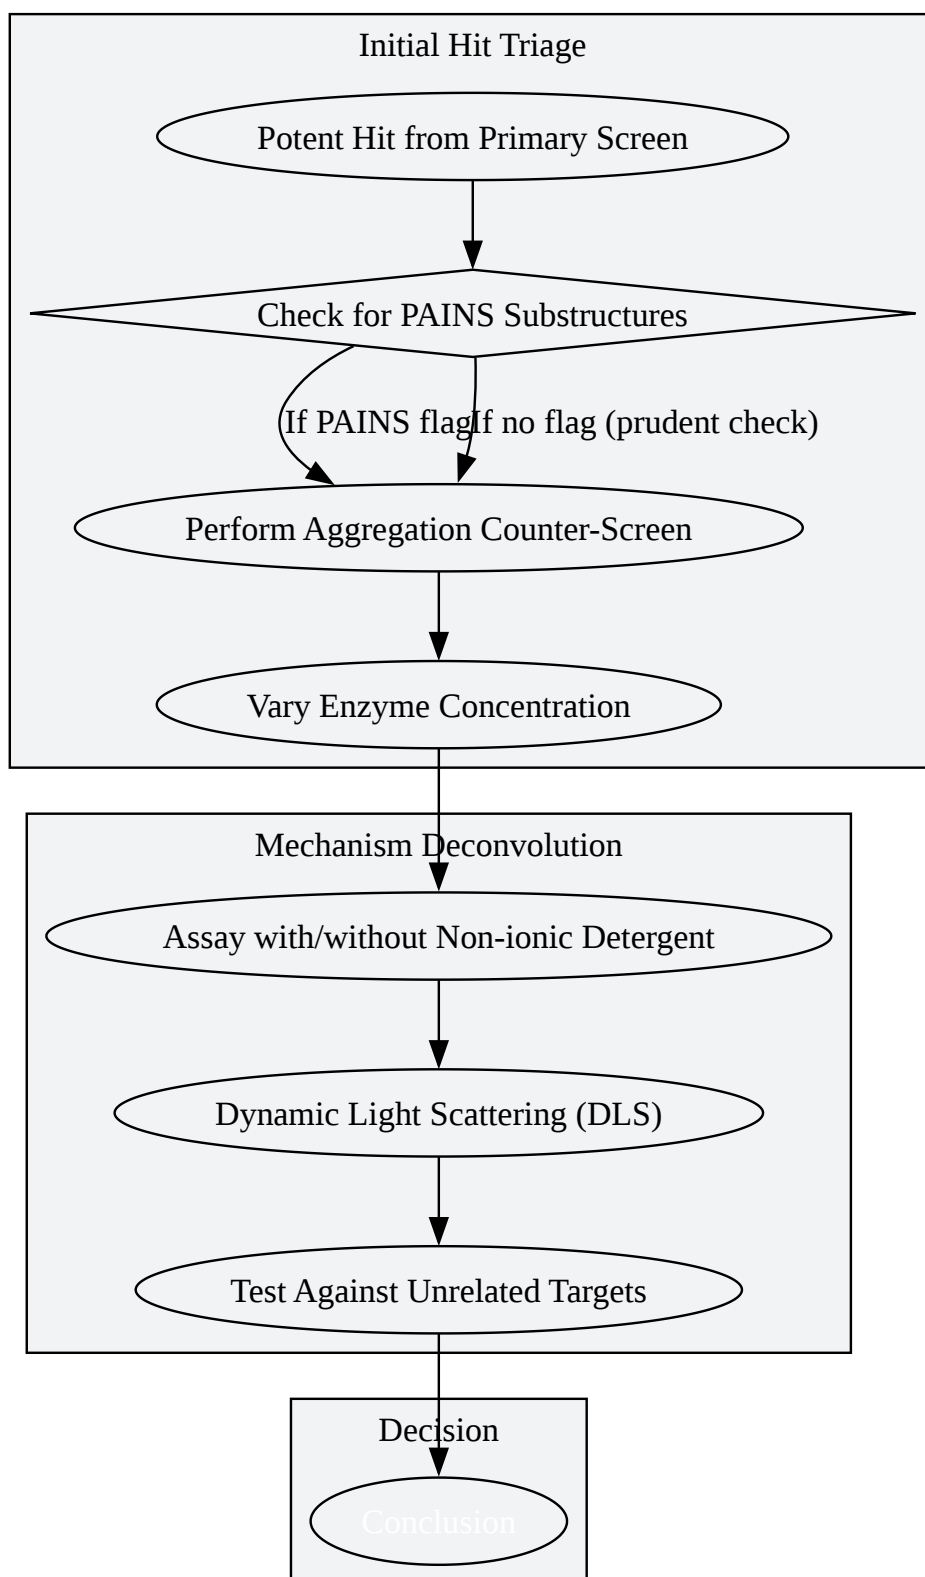 Initial Hit Triage
Potent Hit from Primary Screen
Check for PAINS Substructures
If PAINS flag
If no flag (prudent check)
Perform Aggregation Counter-Screen
Vary Enzyme Concentration
Mechanism Deconvolution
Assay with/without Non-ionic Detergent
Dynamic Light Scattering (DLS)
Test Against Unrelated Targets
Decision
Conclusion